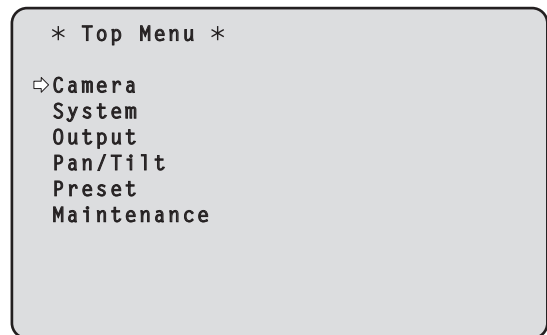 * Top Menu *
⇨Camera
System
Output
Pan/Tilt
Preset
Maintenance